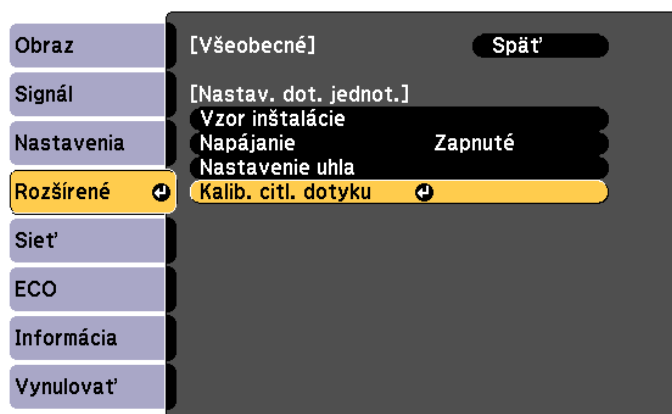 Obraz
Signál
Nastavenia
Rozšírené
Sieť
ECO
Informácia
Vynulovať
[Všeobecné] Späť
[Nastav. dot. jednot.]
Vzor inštalácie
Napájanie Zapnuté
Nastavenie uhla
Kalib. citl. dotyku